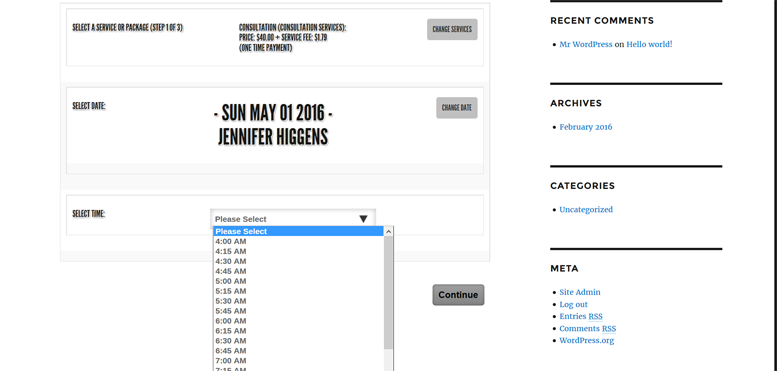 SELECT A SERVICE OR PACKAGE (STEP 1 OF 3)
CONSULTATION (CONSULTATION SERVICES):
PRICE: $40.00 + SERVICE FEE: $1.79
(ONE TIME PAYMENT)
CHANGE SERVICES
SELECT DATE:
- SUN MAY 01 2016 -
JENNIFER HIGGENS
CHANGE DATE
SELECT TIME:
Please Select
Please Select
4:00 AM
4:15 AM
4:30 AM
4:45 AM
5:00 AM
5:15 AM
5:30 AM
5:45 AM
6:00 AM
6:15 AM
6:30 AM
6:45 AM
7:00 AM
7:15 AM
Continue
RECENT COMMENTS
Mr WordPress on Hello world!
ARCHIVES
February 2016
CATEGORIES
Uncategorized
META
Site Admin
Log out
Entries RSS
Comments RSS
WordPress.org